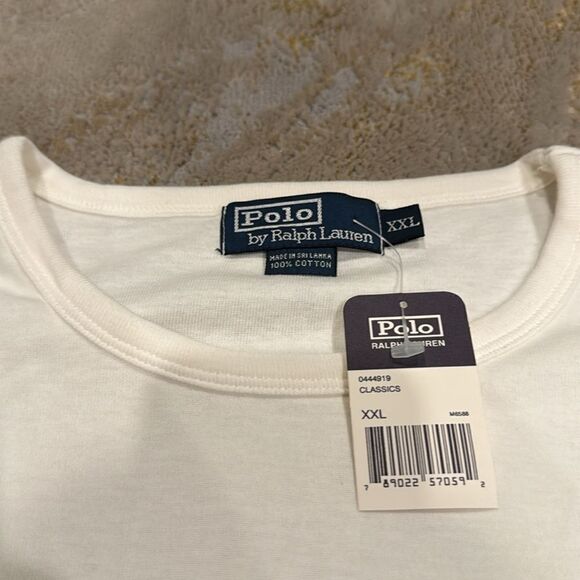 Polo
by Ralph Lauren
XXL
MADE IN SRI LANKA
100% COTTON
Polo
RALPH LAUREN
0444919
CLASSICS
XXL
M6588
7 89022 57059 2